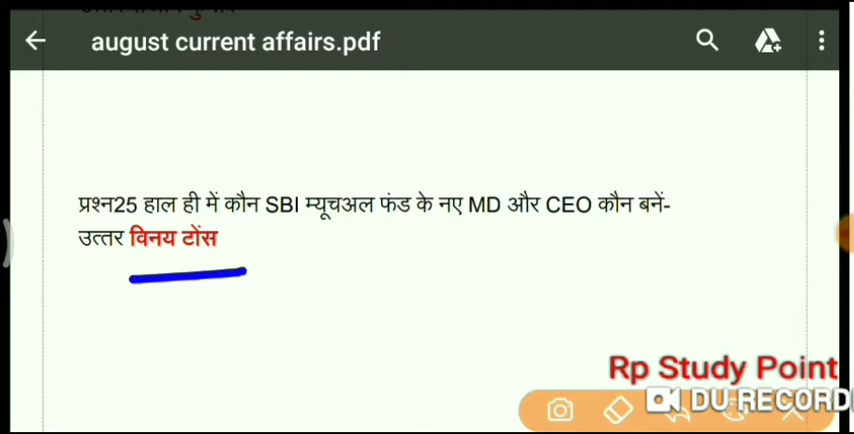 august current affairs.pdf
प्रश्न25 हाल ही में कौन SBI म्यूचअल फंड के नए MD और CEO कौन बनें-
उत्तर विनय टोंस
Rp Study Point
DU RECORD